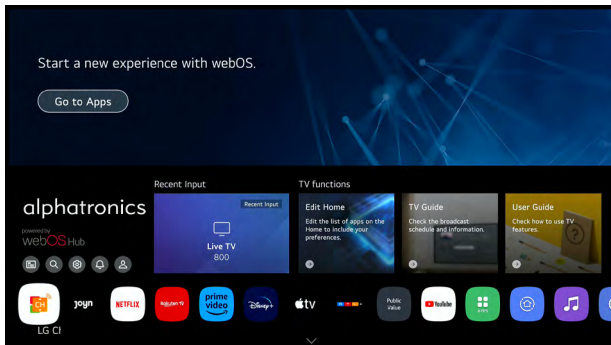 Start a new experience with webOS.
Go to Apps
Recent Input
TV functions
alphatronics
powered by
webOS Hub
Recent Input
Live TV
800
Edit Home
Edit the list of apps on the
Home to include your
preferences.
TV Guide
Check the broadcast
schedule and information.
User Guide
Check how to use TV
features.
CH
joyn
NETFLIX
Rakuten TV
prime
video
Disney+
tv
Public
Value
YouTube
APPS
LG CH